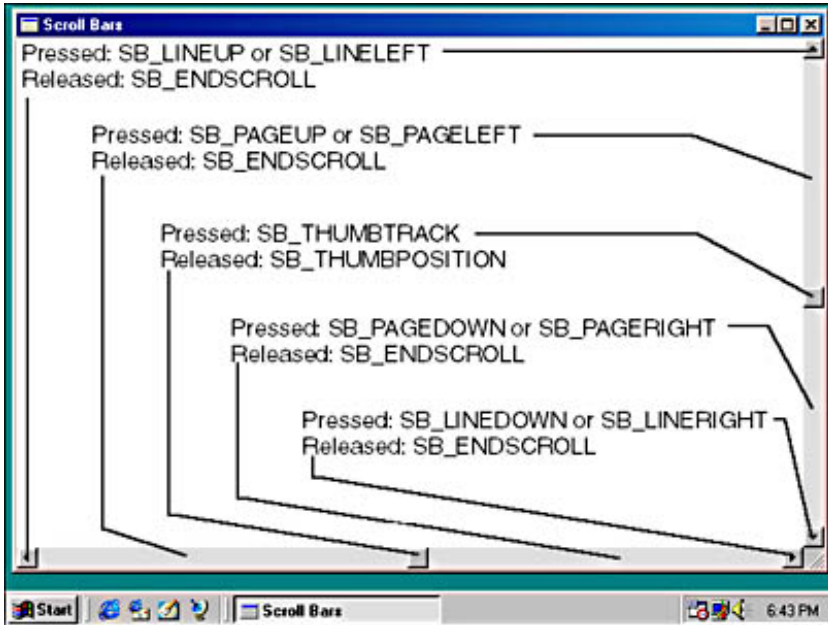 Scroll Bars
Pressed: SB_LINEUP or SB_LINELEFT
Released: SB_ENDSCROLL
Pressed: SB_PAGEUP or SB_PAGELEFT
Released: SB_ENDSCROLL
Pressed: SB_THUMBTRACK
Released: SB_THUMBPOSITION
Pressed: SB_PAGEDOWN or SB_PAGERIGHT
Released: SB_ENDSCROLL
Pressed: SB_LINEDOWN or SB_LINERIGHT
Released: SB_ENDSCROLL
Start Scroll Bars 6:43 PM